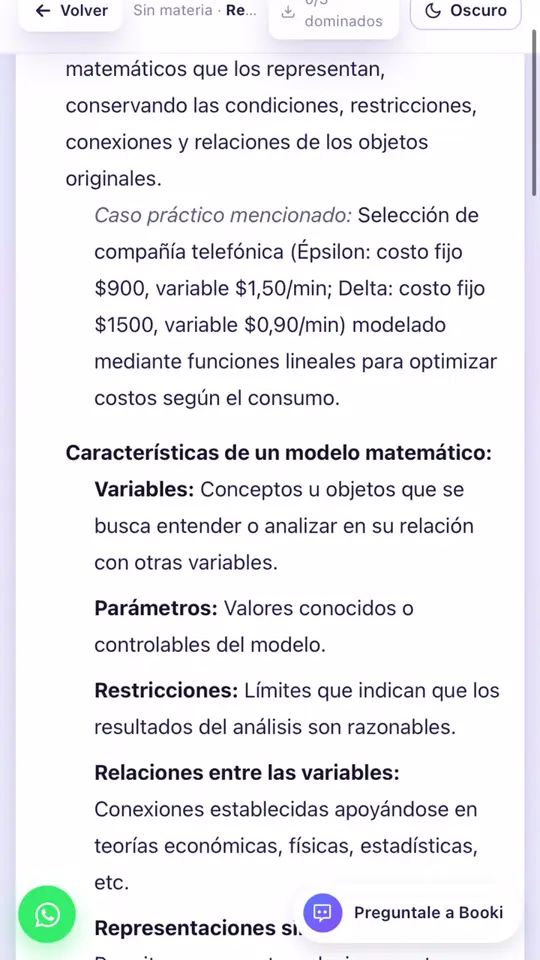 Volver
Sin materia · Re...
dominados
Oscuro
matemáticos que los representan,
conservando las condiciones, restricciones,
conexiones y relaciones de los objetos
originales.
Caso práctico mencionado: Selección de
compañía telefónica (Épsilon: costo fijo
$900, variable $1,50/min; Delta: costo fijo
$1500, variable $0,90/min) modelado
mediante funciones lineales para optimizar
costos según el consumo.
Características de un modelo matemático:
Variables: Conceptos u objetos que se
busca entender o analizar en su relación
con otras variables.
Parámetros: Valores conocidos o
controlables del modelo.
Restricciones: Límites que indican que los
resultados del análisis son razonables.
Relaciones entre las variables:
Conexiones establecidas apoyándose en
teorías económicas, físicas, estadísticas,
etc.
Representaciones
Preguntale a Booki